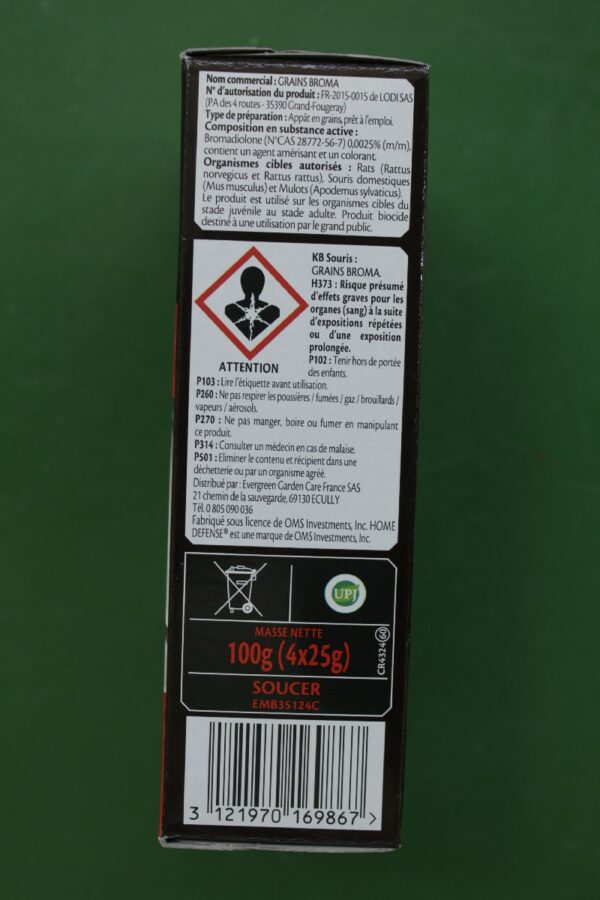 Nom commercial : GRAINS BROMA
N° d'autorisation du produit : FR-2015-0015 de LODI SAS
(PA des 4 routes - 35390 Grand-Fougeray)
Type de préparation : Appât en grains, prêt à l'emploi.
Composition en substance active :
Bromadiolone (N°CAS 28772-56-7) 0,0025% (m/m),
contient un agent amérisant et un colorant.
Organismes cibles autorisés : Rats (Rattus
norvegicus et Rattus rattus), Souris domestiques
(Mus musculus) et Mulots (Apodemus sylvaticus).
Le produit est utilisé sur les organismes cibles du
stade juvénile au stade adulte. Produit biocide
destiné à une utilisation par le grand public.
KB Souris :
GRAINS BROMA.
H373 : Risque présumé
d'effets graves pour les
organes (sang) à la suite
d'expositions répétées
ou d'une exposition
prolongée.
P102 : Tenir hors de portée
des enfants.
ATTENTION
P103 : Lire l'étiquette avant utilisation.
P260 : Ne pas respirer les poussières / fumées / gaz / brouillards /
vapeurs / aérosols.
P270 : Ne pas manger, boire ou fumer en manipulant
ce produit.
P314 : Consulter un médecin en cas de malaise.
P501 : Eliminer le contenu et récipient dans une
déchetterie ou par un organisme agréé.
Distribué par : Evergreen Garden Care France SAS
21 chemin de la sauvegarde, 69130 ECULLY
Tél. 0 805 090 036
Fabriqué sous licence de OMS Investments, Inc. HOME
DEFENSE® est une marque de OMS Investments, Inc.
UPJ
MASSE NETTE
100g (4x25g)
CR4324 60
SOUCER
EMB35124C
3 121970 169867 >